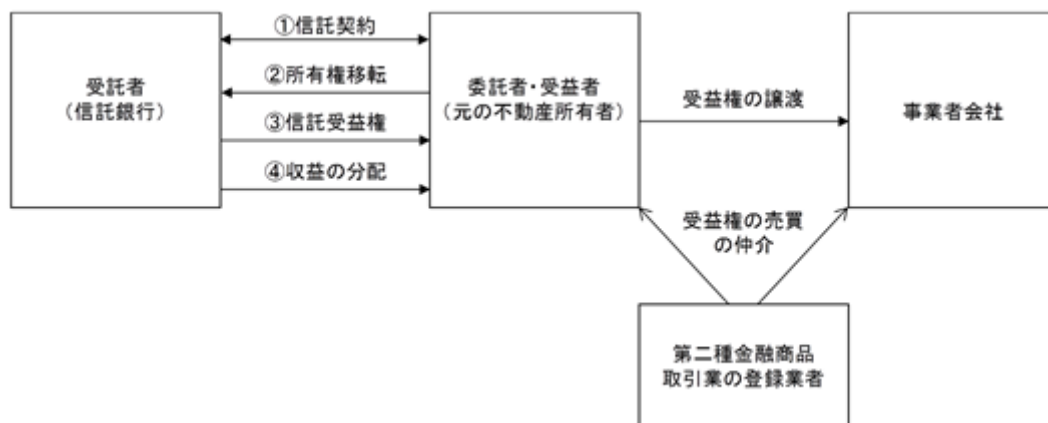 受託者
(信託銀行)
①信託契約
②所有権移転
③信託受益権
④収益の分配
委託者・受益者
(元の不動産所有者)
受益権の譲渡
事業者会社
受益権の売買
の仲介
第二種金融商品
取引業の登録業者